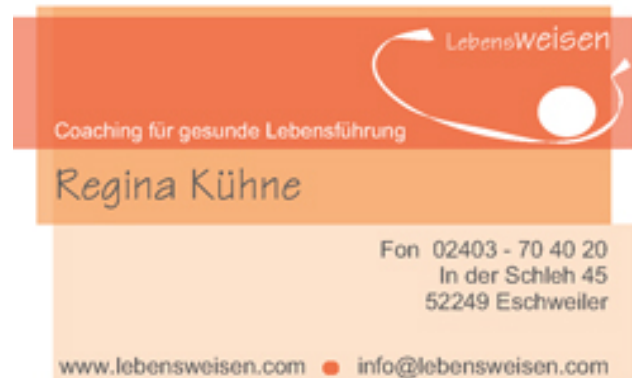 LebensWeisen
Coaching für gesunde Lebensführung
Regina Kühne
Fon 02403 - 70 40 20
In der Schleh 45
52249 Eschweiler
www.lebensweisen.com ● info@lebensweisen.com